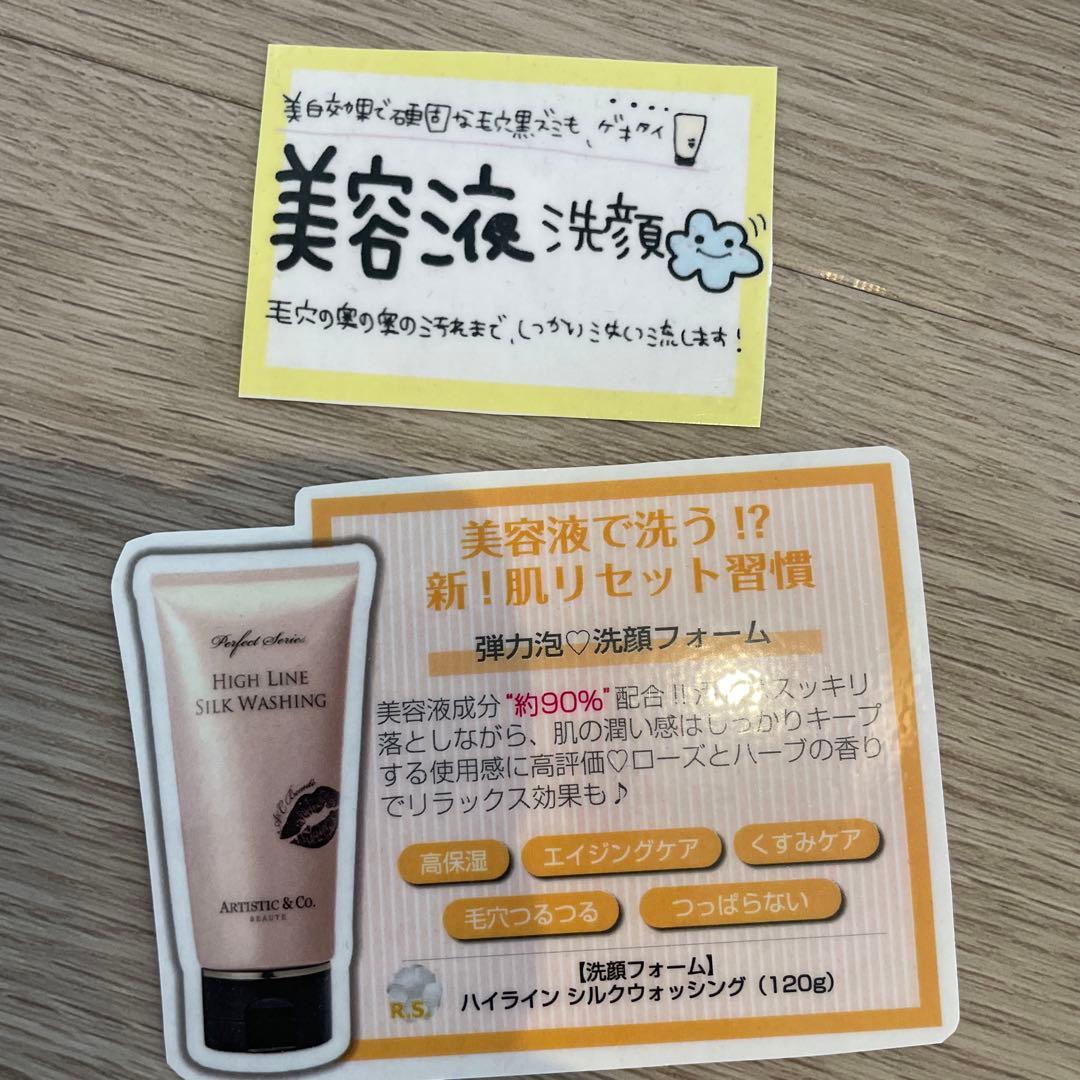 美白効果で硬固な毛穴黒ズミも、ゲキタイ
美容液 洗顔
毛穴の奥の奥の汚れまで、しっかり洗い流します!
美容液で洗う!?
新!肌リセット習慣
弾力泡♡洗顔フォーム
美容液成分“約90%”配合!! スッキリ
落としながら、肌の潤い感はしっかりキープ
する使用感に高評価♡ローズとハーブの香り
でリラックス効果も♪
高保湿 エイジングケア くすみケア
毛穴つるつる つっぱらない
【洗顔フォーム】
ハイライン シルクウォッシング(120g)
R.S.
Perfect Series
HIGH LINE
SILK WASHING
ARTISTIC & CO.
BEAUTE